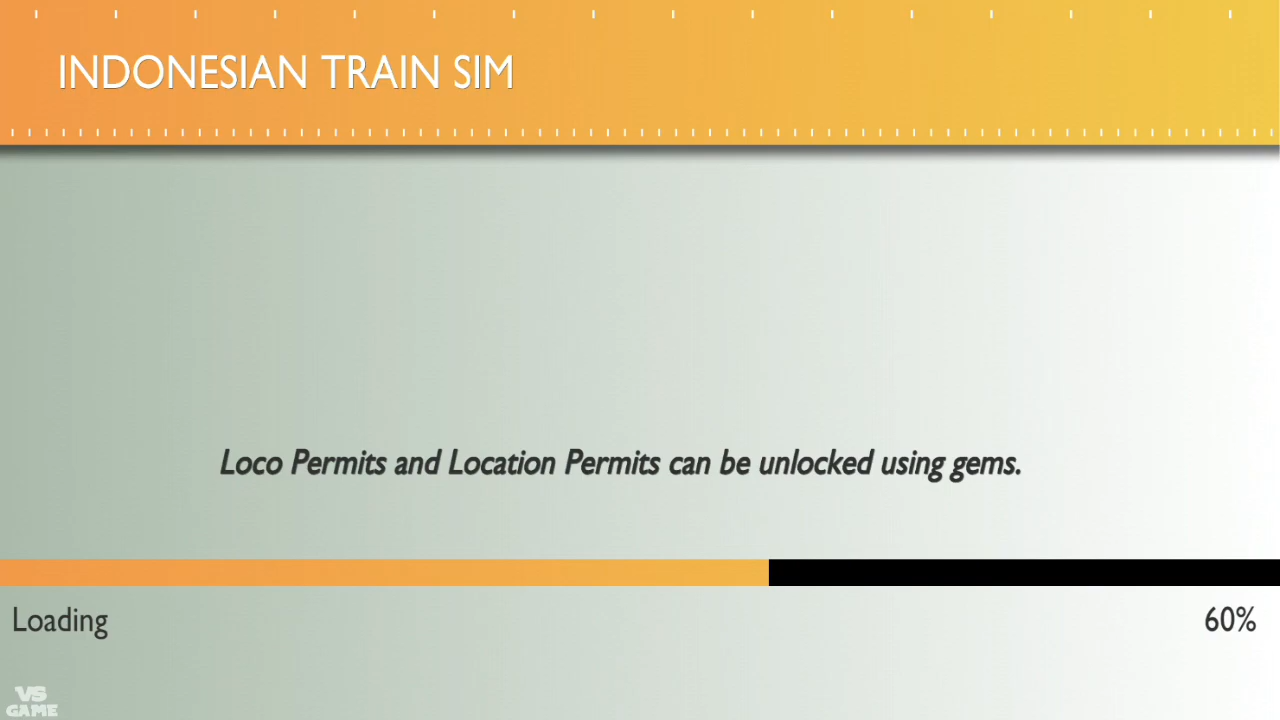 INDONESIAN TRAIN SIM
Loco Permits and Location Permits can be unlocked using gems.
Loading
60%
VS
GAME